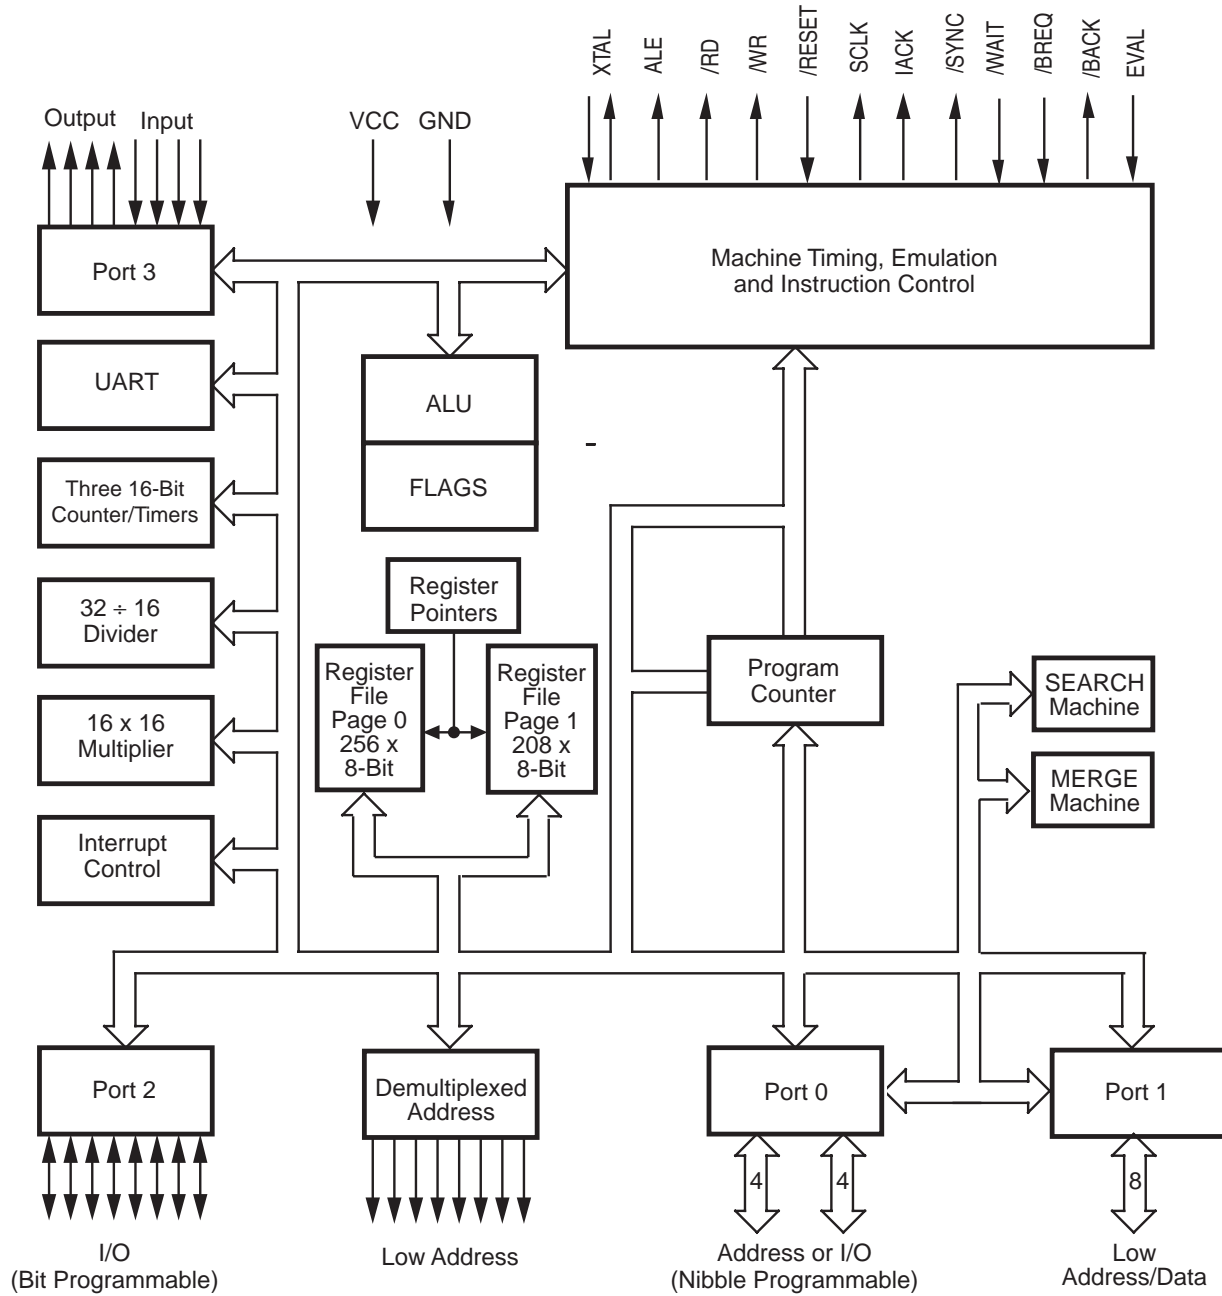 XTAL
ALE
/RD
/WR
/RESET
SCLK
IACK
/SYNC
/WAIT
/BREQ
/BACK
EVAL
Output
Input
VCC
GND
Port 3
Machine Timing, Emulation
and Instruction Control
UART
ALU
FLAGS
Three 16-Bit
Counter/Timers
32 ÷ 16
Divider
Register
Pointers
Register
File
Page 0
256 x
8-Bit
Register
File
Page 1
208 x
8-Bit
Program
Counter
SEARCH
Machine
16 x 16
Multiplier
MERGE
Machine
Interrupt
Control
Port 2
Demultiplexed
Address
Port 0
Port 1
4
4
8
I/O
(Bit Programmable)
Low Address
Address or I/O
(Nibble Programmable)
Low
Address/Data